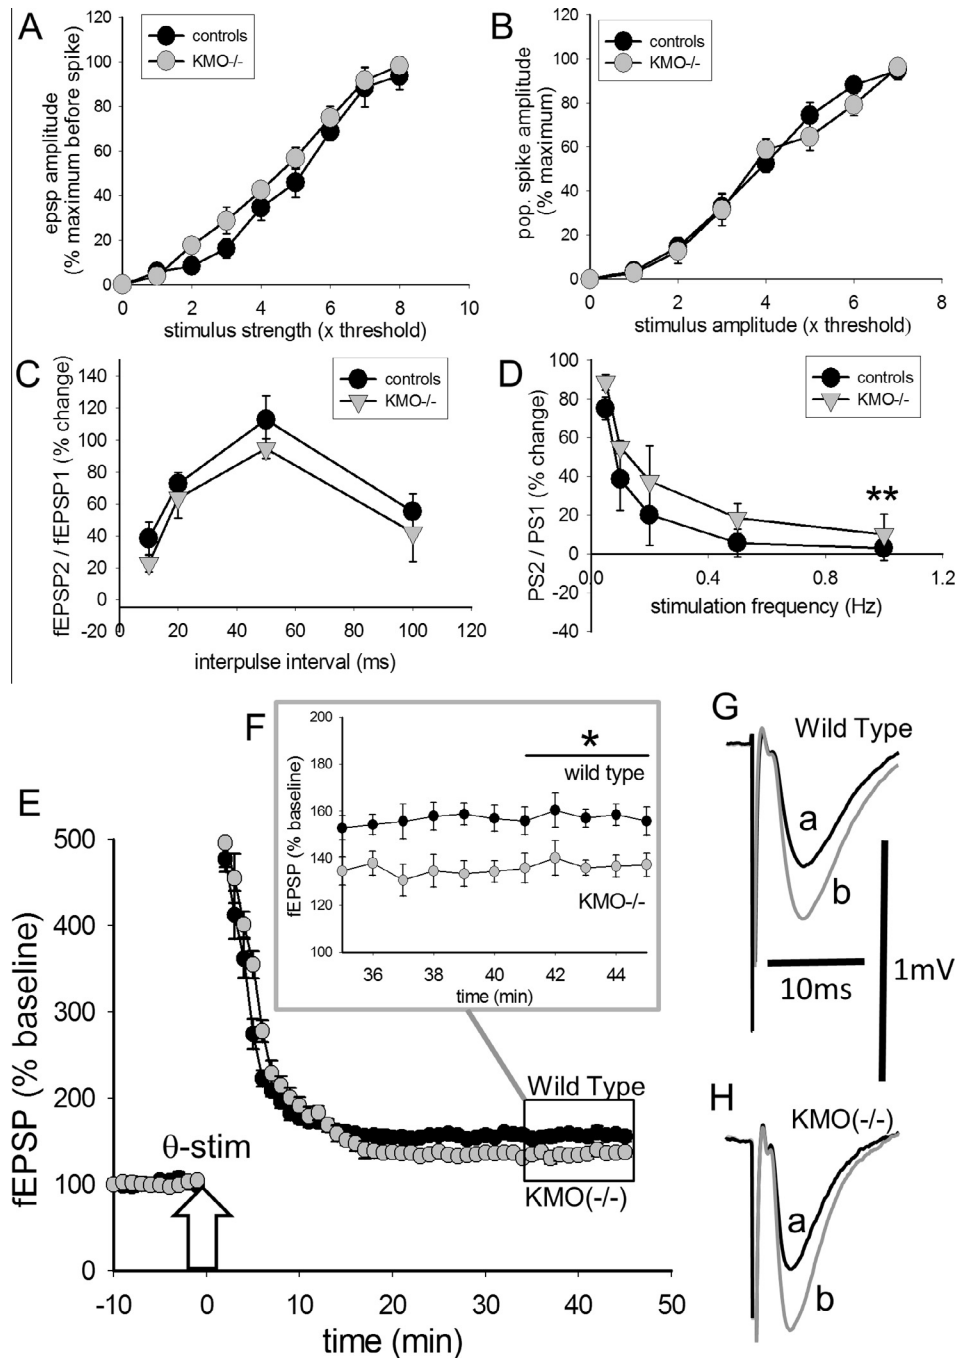 A
120
100
80
60
40
20
0
epsp amplitude
(% maximum before spike)
controls
KMO-/-
0 2 4 6 8 10
stimulus strength (x threshold)
B
120
100
80
60
40
20
0
pop. spike amplitude
(% maximum)
controls
KMO-/-
0 2 4 6 8
stimulus amplitude (x threshold)
C
140
120
100
80
60
40
20
0
-20
fEPSP2 / fEPSP1 (% change)
controls
KMO-/-
0 20 40 60 80 100 120
interpulse interval (ms)
D
100
80
60
40
20
0
-20
-40
PS2 / PS1 (% change)
controls
KMO-/-
**
0.0 0.4 0.8 1.2
stimulation frequency (Hz)
E
500
400
300
200
100
0
fEPSP (% baseline)
θ-stim
Wild Type
KMO(-/-)
-10 0 10 20 30 40 50
time (min)
F
200
180
160
140
120
100
fEPSP (% baseline)
*
wild type
KMO-/-
36 38 40 42 44
time (min)
G
Wild Type
a
b
10ms
1mV
H
KMO(-/-)
a
b